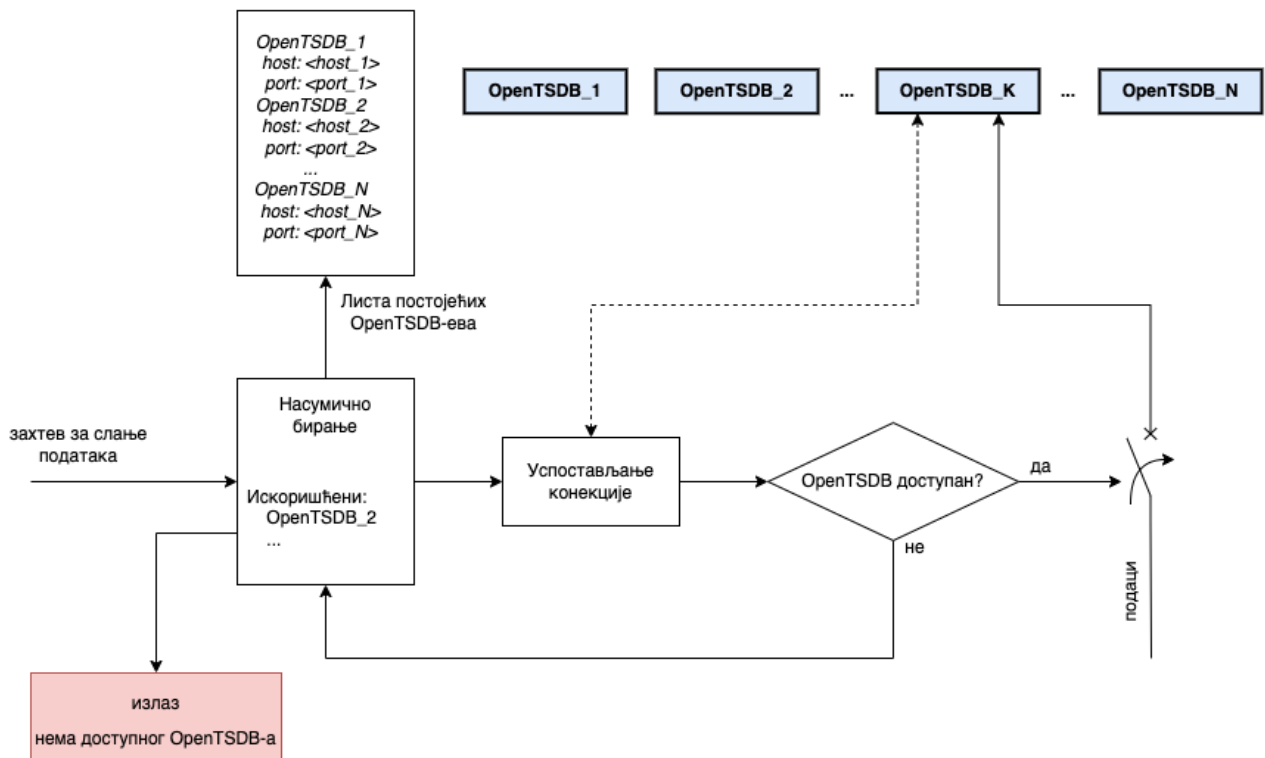 OpenTSDB_1
host: <host_1>
port: <port_1>
OpenTSDB_2
host: <host_2>
port: <port_2>
...
OpenTSDB_N
host: <host_N>
port: <port_N>
OpenTSDB_1
OpenTSDB_2
...
OpenTSDB_K
...
OpenTSDB_N
Листа постојећих
OpenTSDB-ева
захтев за слање
података
Насумично
бирање
Искоришћени:
OpenTSDB_2
...
Успостављање
конекције
OpenTSDB доступан?
да
не
подаци
излаз
нема доступног OpenTSDB-а